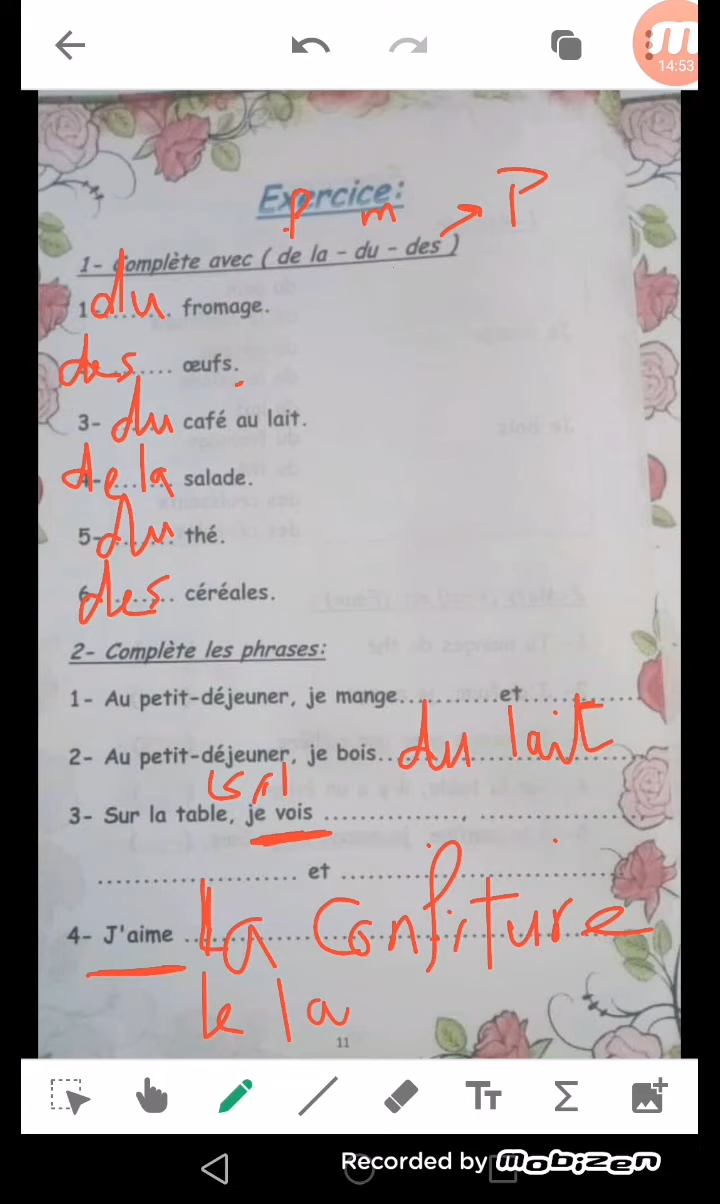 14:53
Exercice:
P m P
1- Complète avec ( de la - du - des )
1- du ....... fromage.
des ....... œufs.
3- du café au lait.
de la ....... salade.
5- du ....... thé.
6- des ....... céréales.
2- Complète les phrases:
1- Au petit-déjeuner, je mange.............et................
2- Au petit-déjeuner, je bois... du lait
3- Sur la table, je vois ...................., .....................
............................ et .....................................
4- J'aime ... La confiture
le la
11
Recorded by mobizen